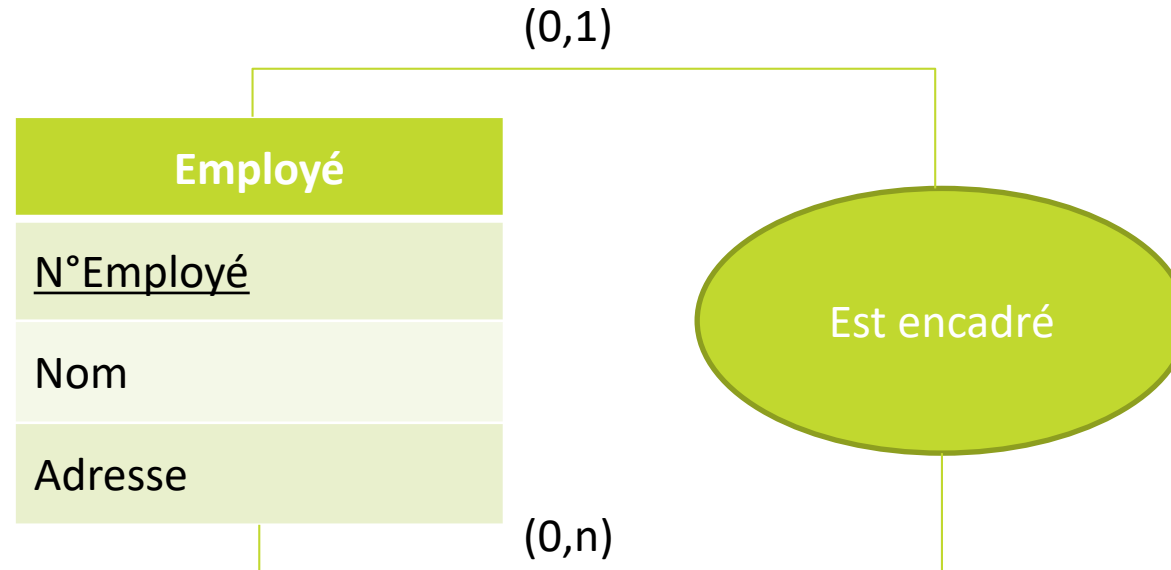 (0,1)
Employé
N°Employé
Nom
Adresse
Est encadré
(0,n)